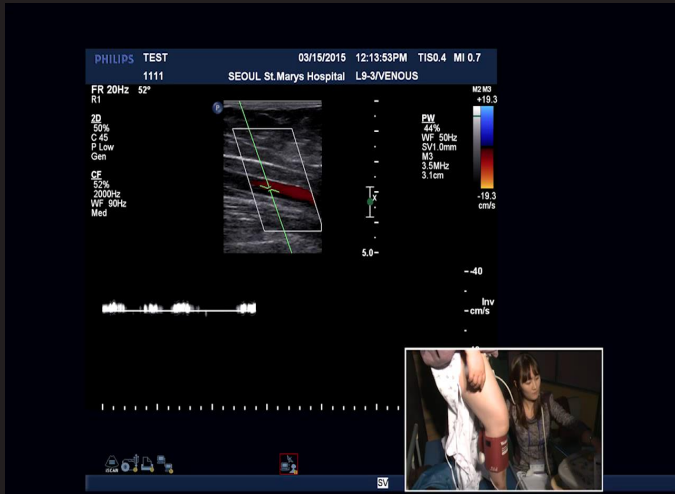 PHILIPS TEST 03/15/2015 12:13:53PM TIS0.4 MI 0.7
1111 SEOUL St.Marys Hospital L9-3/VENOUS
FR 20Hz 52°
R1
2D
50%
C 45
P Low
Gen
CF
52%
2000Hz
WF 90Hz
Med
P
PW
44%
WF 50Hz
SV1.0mm
M3
3.5MHz
3.1cm
M2 M3
+19.3
-19.3
cm/s
x
5.0
-40
Inv
cm/s
iSCAN
SV